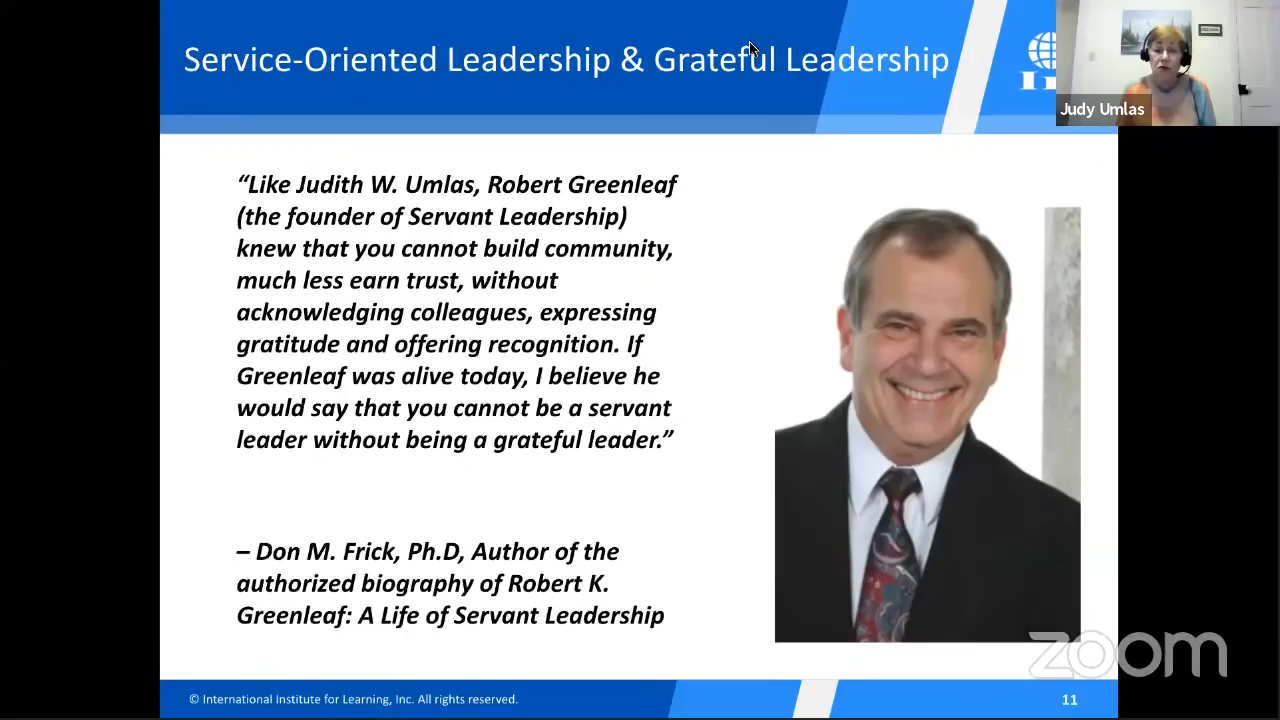 Service-Oriented Leadership & Grateful Leadership
Judy Umlas
“Like Judith W. Umlas, Robert Greenleaf
(the founder of Servant Leadership)
knew that you cannot build community,
much less earn trust, without
acknowledging colleagues, expressing
gratitude and offering recognition. If
Greenleaf was alive today, I believe he
would say that you cannot be a servant
leader without being a grateful leader.”
– Don M. Frick, Ph.D, Author of the
authorized biography of Robert K.
Greenleaf: A Life of Servant Leadership
zoom
© International Institute for Learning, Inc. All rights reserved.
11